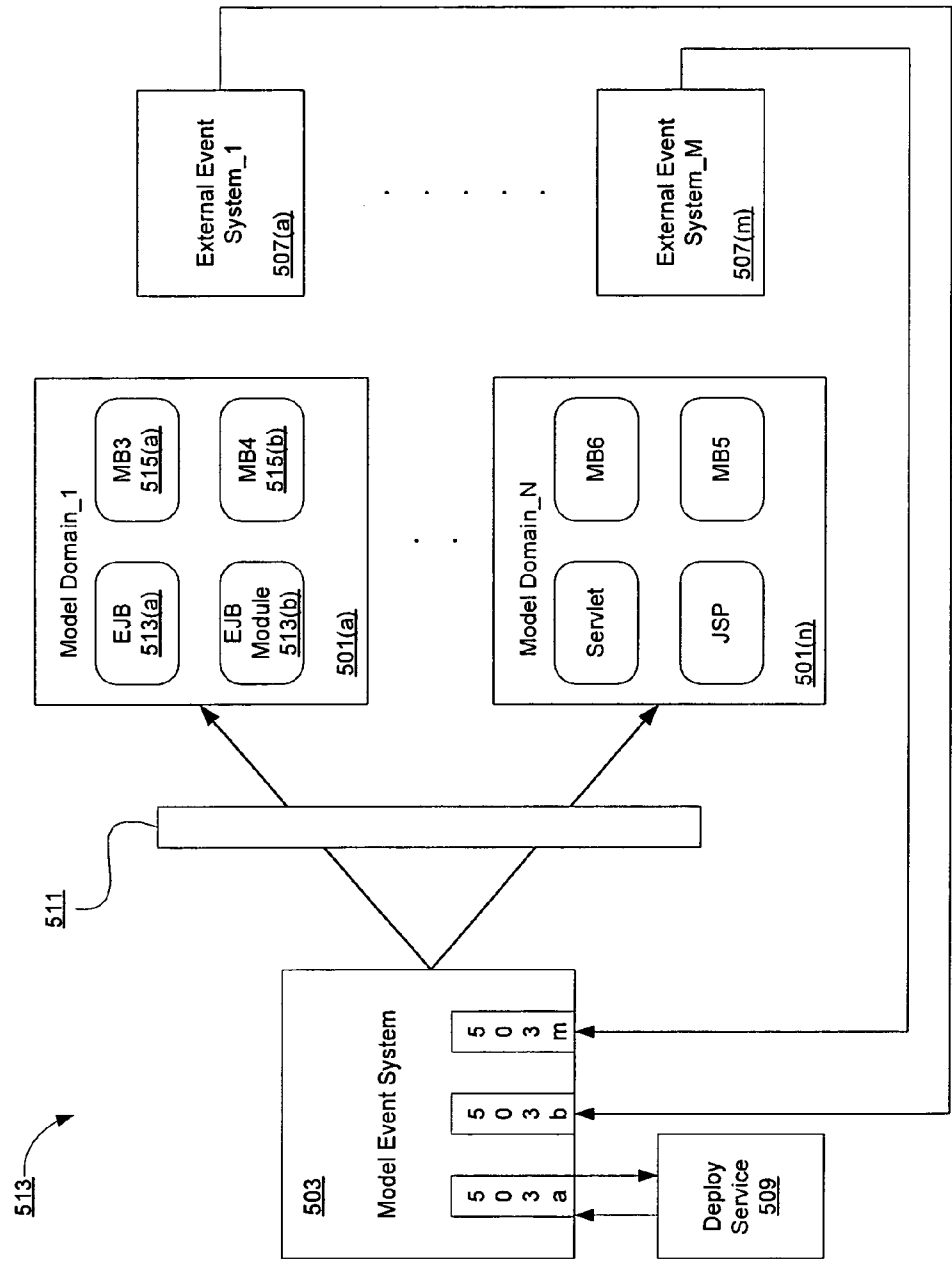 513
511
503
Model Event System
5
0
3
a
5
0
3
b
5
0
3
m
Deploy
Service
509
Model Domain_1
EJB
513(a)
MB3
515(a)
EJB
Module
513(b)
MB4
515(b)
501(a)
. .
Model Domain_N
Servlet
MB6
JSP
MB5
501(n)
External Event
System_1
507(a)
. . . . .
External Event
System_M
507(m)